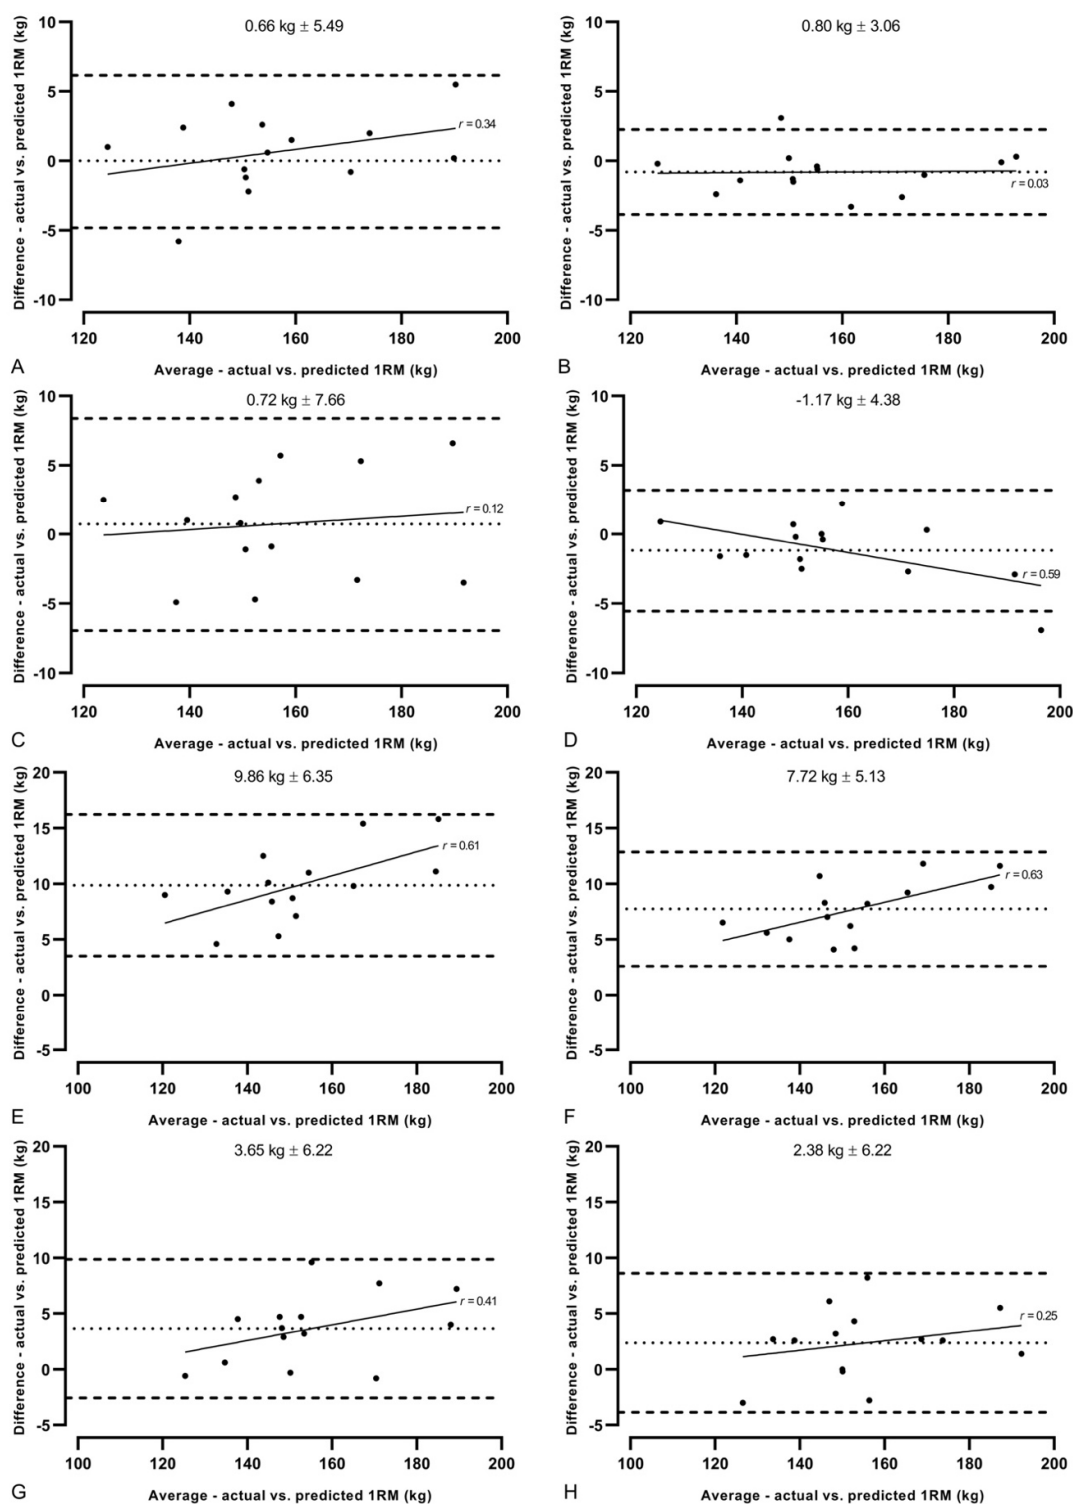 0.66 kg ± 5.49
Difference - actual vs. predicted 1RM (kg)
10
5
0
-5
-10
r = 0.34
120 140 160 180 200
Average - actual vs. predicted 1RM (kg)
A
0.80 kg ± 3.06
Difference - actual vs. predicted 1RM (kg)
10
5
0
-5
-10
r = 0.03
120 140 160 180 200
Average - actual vs. predicted 1RM (kg)
B
0.72 kg ± 7.66
Difference - actual vs. predicted 1RM (kg)
10
5
0
-5
-10
r = 0.12
120 140 160 180 200
Average - actual vs. predicted 1RM (kg)
C
-1.17 kg ± 4.38
Difference - actual vs. predicted 1RM (kg)
10
5
0
-5
-10
r = 0.59
120 140 160 180 200
Average - actual vs. predicted 1RM (kg)
D
9.86 kg ± 6.35
Difference - actual vs. predicted 1RM (kg)
20
15
10
5
0
-5
r = 0.61
100 120 140 160 180 200
Average - actual vs. predicted 1RM (kg)
E
7.72 kg ± 5.13
Difference - actual vs. predicted 1RM (kg)
20
15
10
5
0
-5
r = 0.63
100 120 140 160 180 200
Average - actual vs. predicted 1RM (kg)
F
3.65 kg ± 6.22
Difference - actual vs. predicted 1RM (kg)
20
15
10
5
0
-5
r = 0.41
100 120 140 160 180 200
Average - actual vs. predicted 1RM (kg)
G
2.38 kg ± 6.22
Difference - actual vs. predicted 1RM (kg)
20
15
10
5
0
-5
r = 0.25
100 120 140 160 180 200
Average - actual vs. predicted 1RM (kg)
H